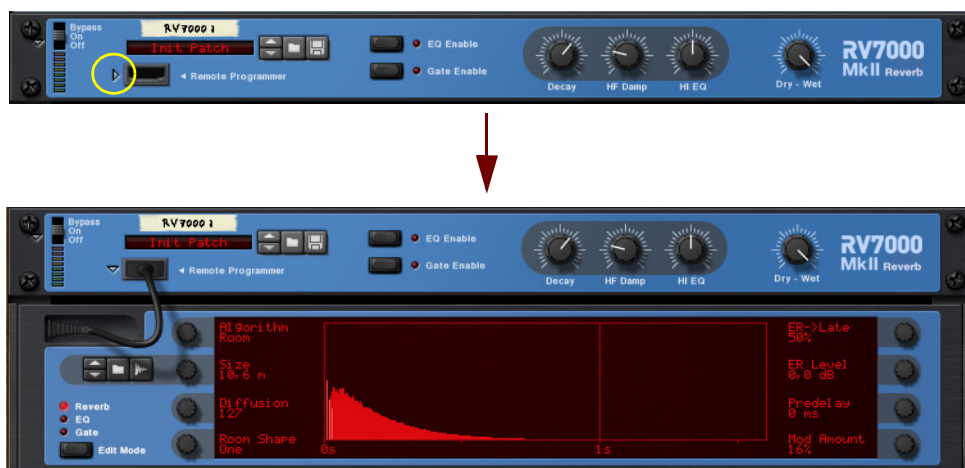 Bypass
On
Off
RV7000 1
Init Patch
◄ Remote Programmer
EQ Enable
Gate Enable
Decay
HF Damp
HI EQ
Dry - Wet
RV7000
MkII Reverb
Bypass
On
Off
RV7000 1
Init Patch
◄ Remote Programmer
EQ Enable
Gate Enable
Decay
HF Damp
HI EQ
Dry - Wet
RV7000
MkII Reverb
Algorithm
Room
Size
10,6 m
Diffusion
127
Room Shape
One
0s
1s
ER->Late
50%
ER Level
0,0 dB
Predelay
0 ms
Mod Amount
16%
Reverb
EQ
Gate
Edit Mode